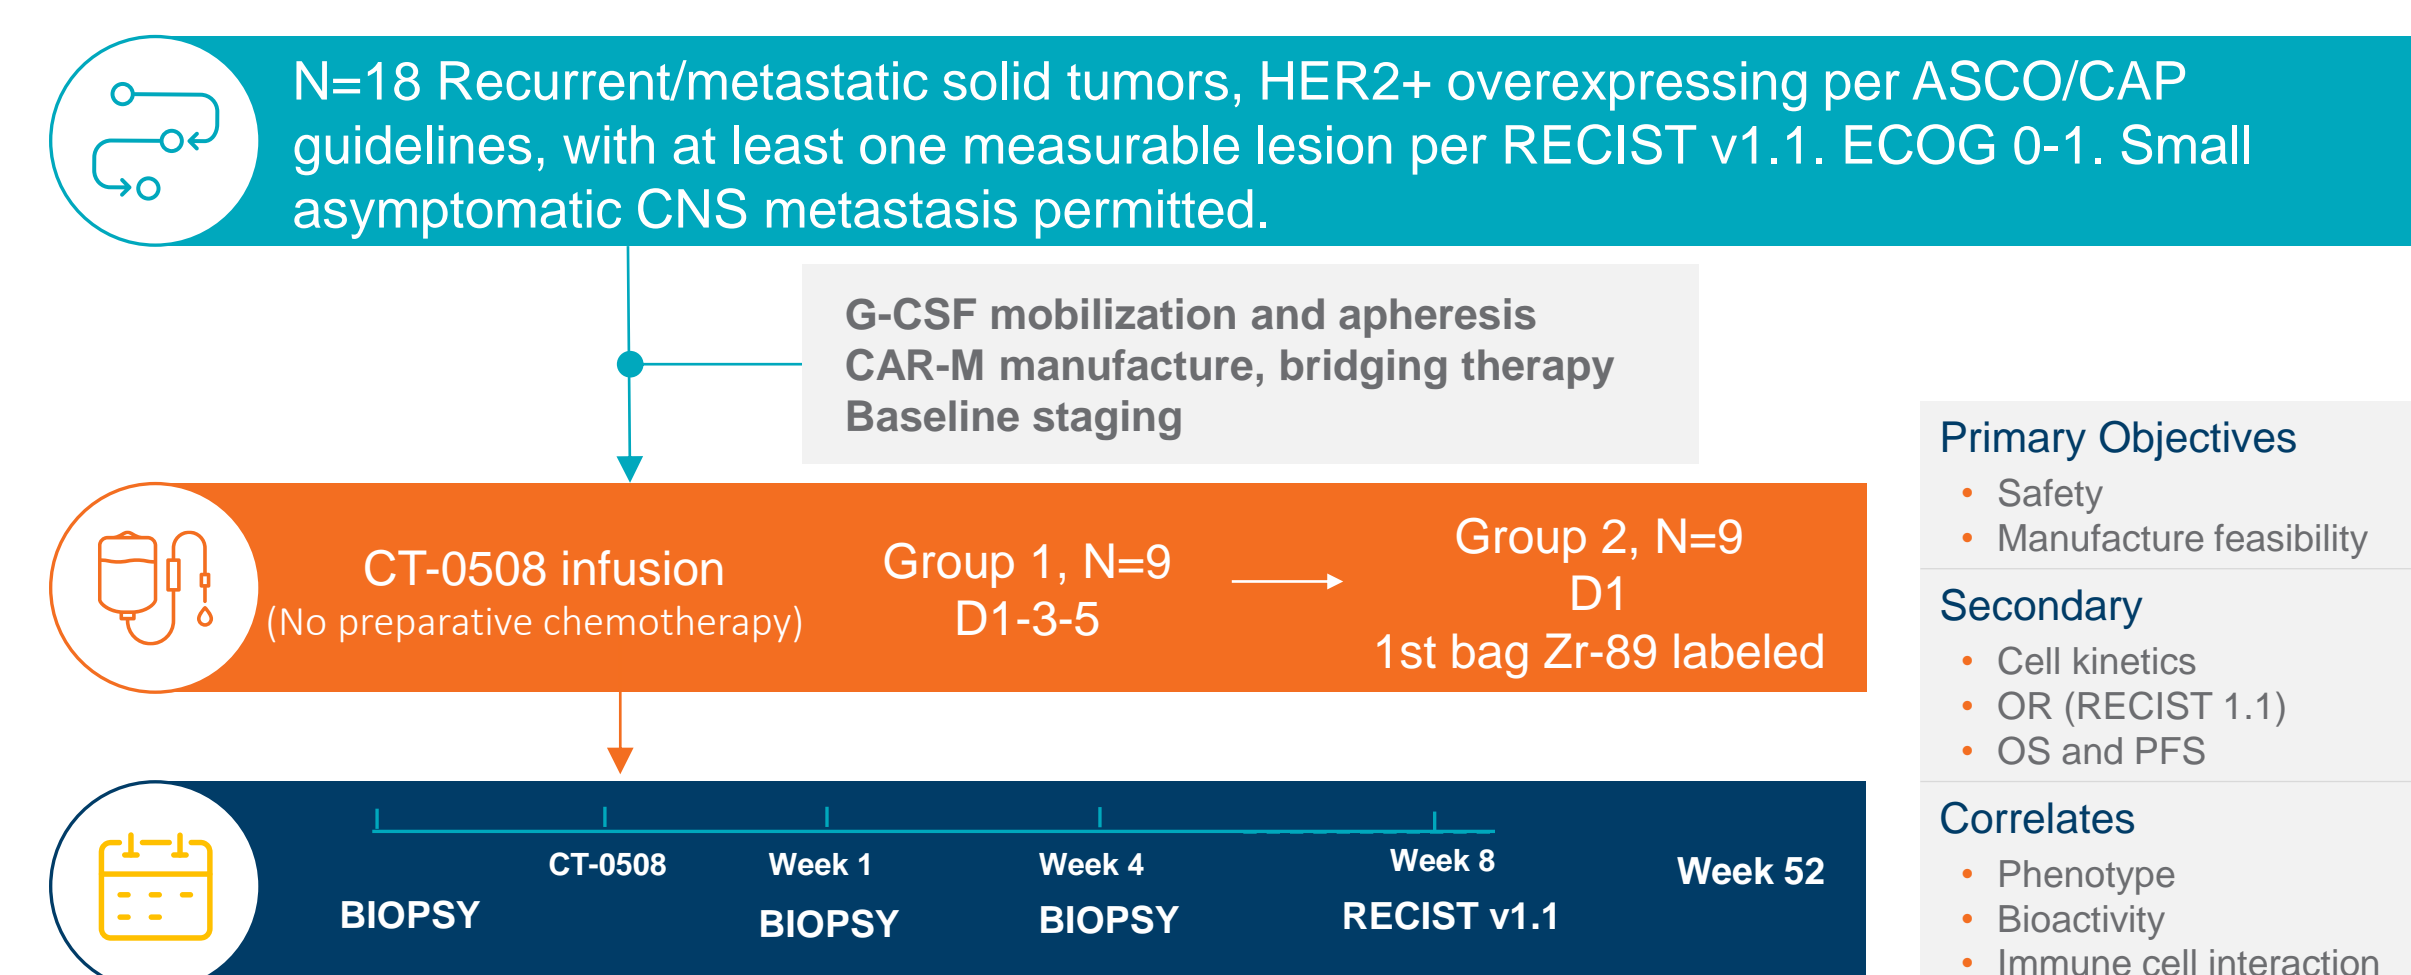 N=18 Recurrent/metastatic solid tumors, HER2+ overexpressing per ASCO/CAP
guidelines, with at least one measurable lesion per RECIST v1.1. ECOG 0-1. Small
asymptomatic CNS metastasis permitted.
G-CSF mobilization and apheresis
CAR-M manufacture, bridging therapy
Baseline staging
CT-0508 infusion
(No preparative chemotherapy)
Group 1, N=9
D1-3-5
Group 2, N=9
D1
1st bag Zr-89 labeled
CT-0508
Week 1
Week 4
Week 8
Week 52
BIOPSY
BIOPSY
BIOPSY
RECIST v1.1
Primary Objectives
• Safety
• Manufacture feasibility
Secondary
• Cell kinetics
• OR (RECIST 1.1)
• OS and PFS
Correlates
• Phenotype
• Bioactivity
• Immune cell interaction